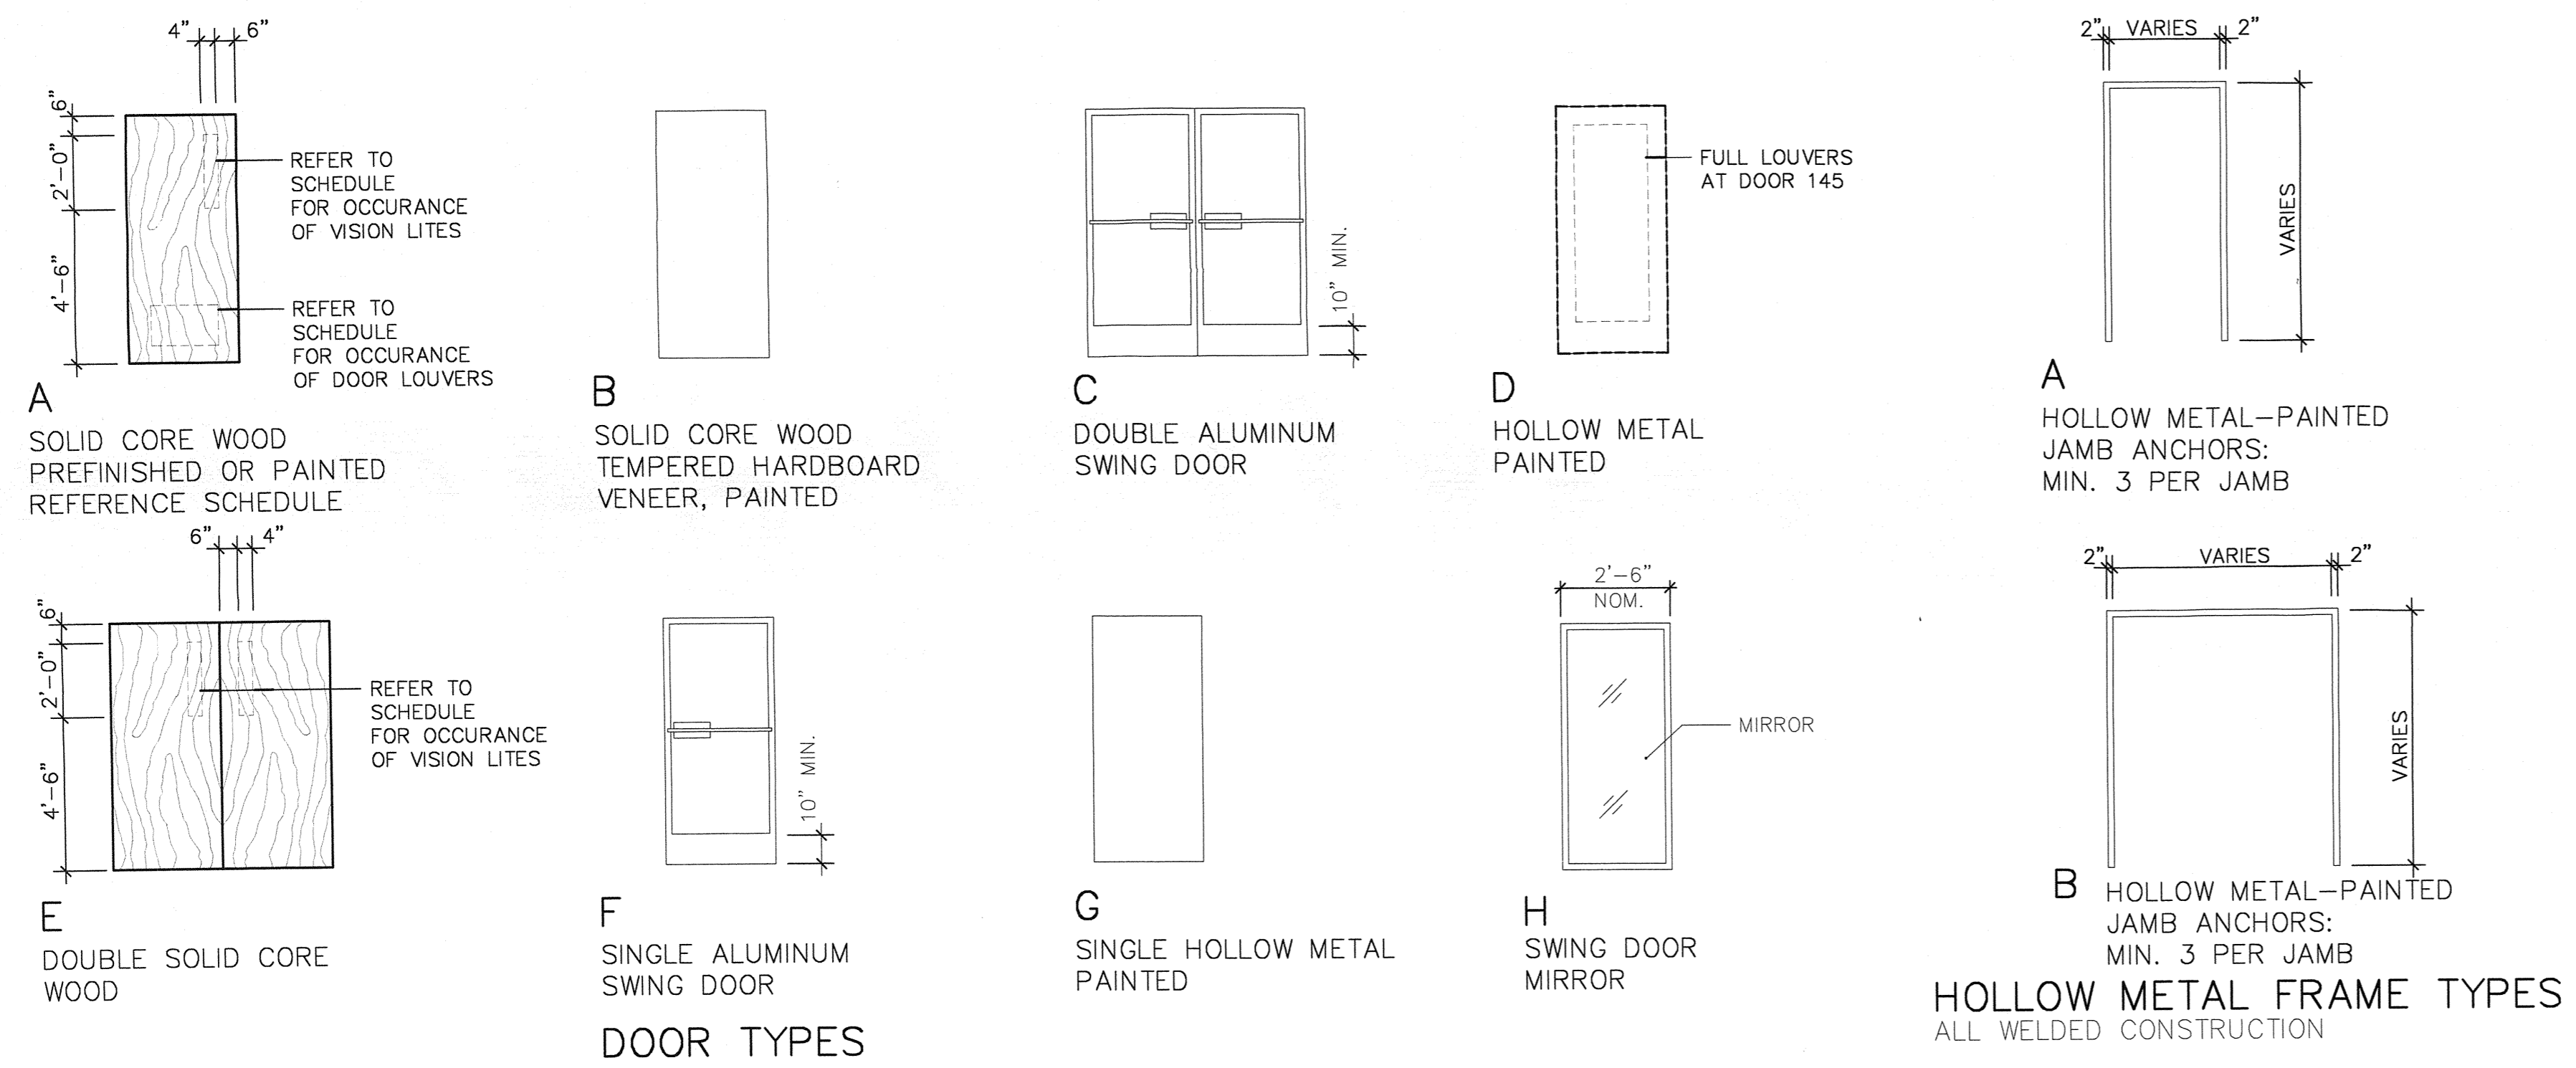 4" 6"
6"
2'-0"
4'-6"
REFER TO
SCHEDULE
FOR OCCURANCE
OF VISION LITES
REFER TO
SCHEDULE
FOR OCCURANCE
OF DOOR LOUVERS
A
SOLID CORE WOOD
PREFINISHED OR PAINTED
REFERENCE SCHEDULE
B
SOLID CORE WOOD
TEMPERED HARDBOARD
VENEER, PAINTED
10" MIN.
C
DOUBLE ALUMINUM
SWING DOOR
FULL LOUVERS
AT DOOR 145
D
HOLLOW METAL
PAINTED
2" VARIES 2"
VARIES
A
HOLLOW METAL-PAINTED
JAMB ANCHORS:
MIN. 3 PER JAMB
6" 4"
6"
2'-0"
4'-6"
REFER TO
SCHEDULE
FOR OCCURANCE
OF VISION LITES
E
DOUBLE SOLID CORE
WOOD
10" MIN.
F
SINGLE ALUMINUM
SWING DOOR
G
SINGLE HOLLOW METAL
PAINTED
2'-6"
NOM.
MIRROR
H
SWING DOOR
MIRROR
2" VARIES 2"
VARIES
B
HOLLOW METAL-PAINTED
JAMB ANCHORS:
MIN. 3 PER JAMB
DOOR TYPES
HOLLOW METAL FRAME TYPES
ALL WELDED CONSTRUCTION